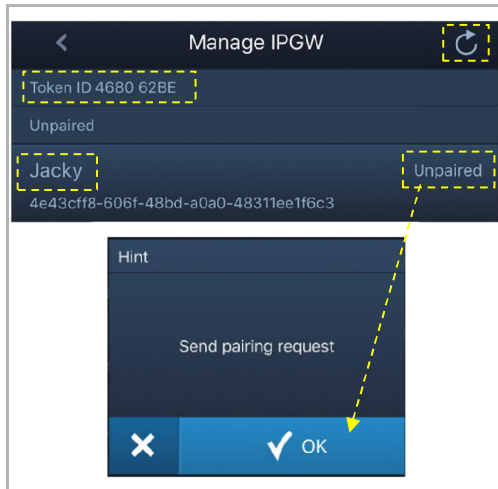 Manage IPGW
Token ID 4680 62BE
Unpaired
Jacky
Unpaired
4e43cff8-606f-48bd-a0a0-48311ee1f6c3
Hint
Send pairing request
OK